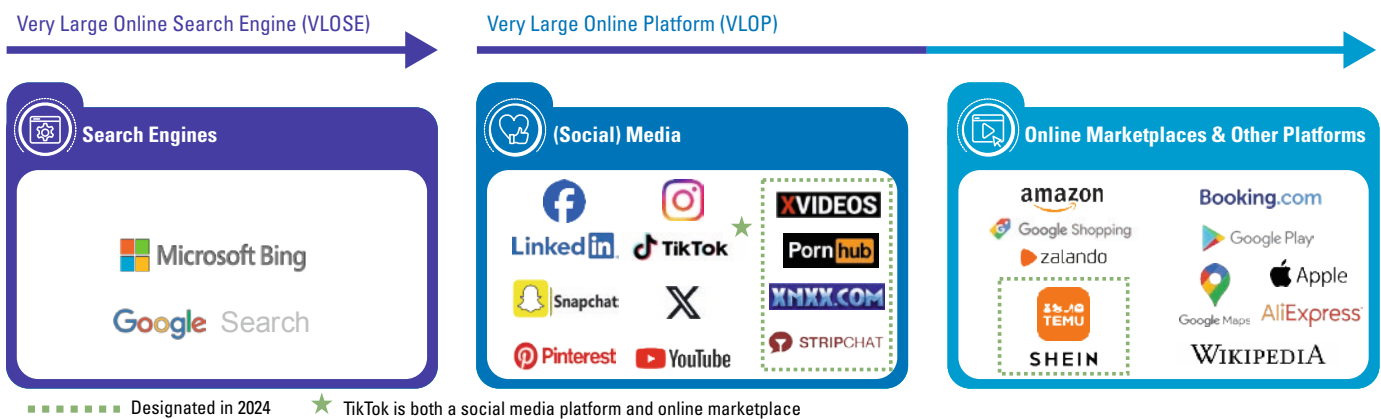 Very Large Online Search Engine (VLOSE)
Very Large Online Platform (VLOP)
Search Engines
Microsoft Bing
Google Search
(Social) Media
Linkedin
TikTok
Snapchat
X
Pinterest
YouTube
XVIDEOS
Pornhub
XNXX.COM
STRIPCHAT
Online Marketplaces & Other Platforms
amazon
Google Shopping
zalando
TEMU
SHEIN
Booking.com
Google Play
Apple
Google Maps
AliExpress
WIKIPEDIA
Designated in 2024
TikTok is both a social media platform and online marketplace